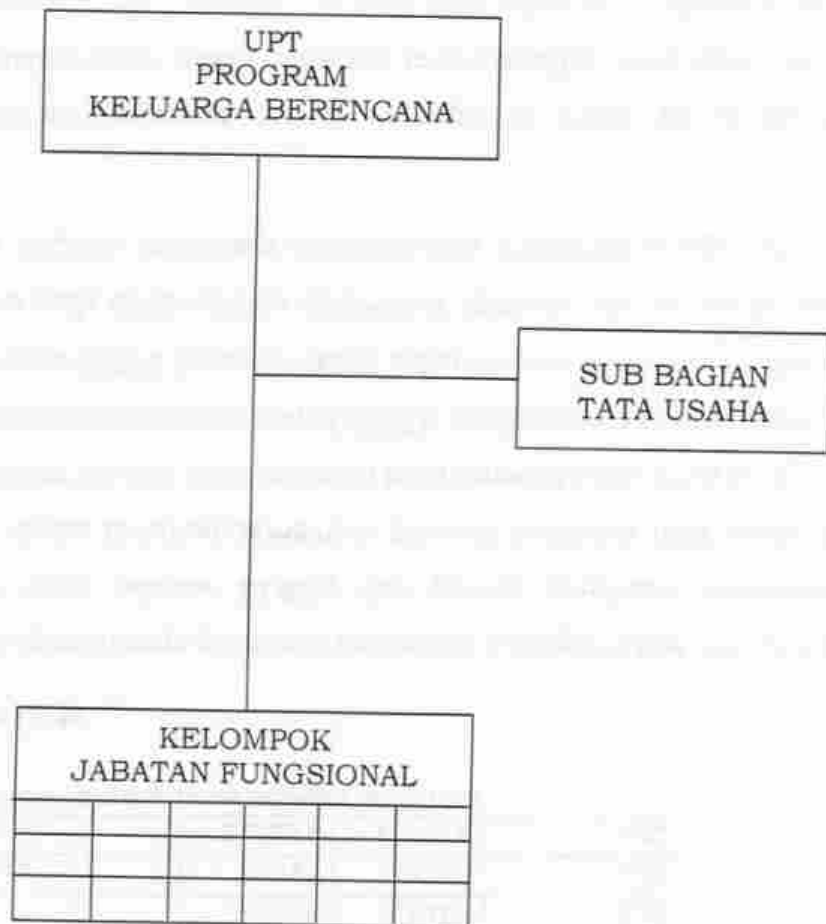 UPT
PROGRAM
KELUARGA BERENCANA
SUB BAGIAN
TATA USAHA
KELOMPOK
JABATAN FUNGSIONAL